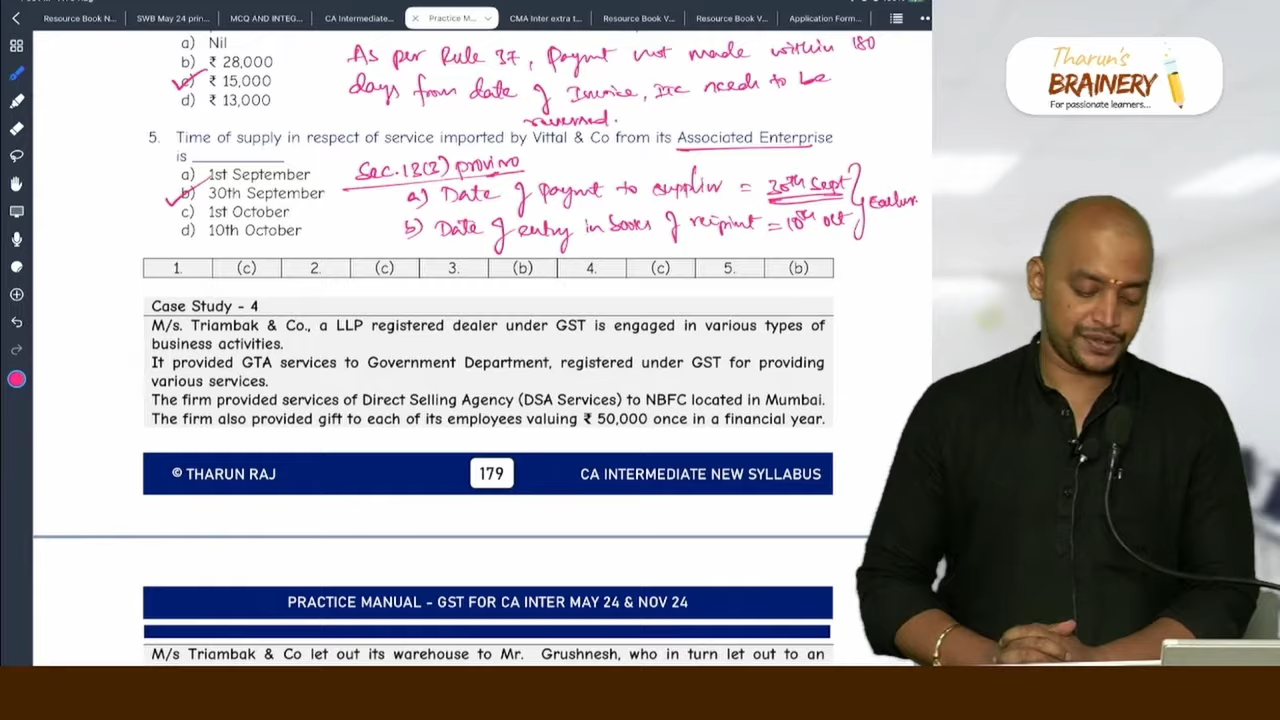 Resource Book N...
SWB May 24 prin...
MCQ AND INTEG...
CA Intermediate...
Practice M...
CMA Inter extra t...
Resource Book V...
Resource Book V...
Application Form...
a) Nil
b) ₹ 28,000
c) ₹ 15,000
d) ₹ 13,000
As per Rule 37, Paymt not made within 180
days from date of Invoice, ITC needs to be
reversed.
5. Time of supply in respect of service imported by Vittal & Co from its Associated Enterprise
is
a) 1st September
b) 30th September
c) 1st October
d) 10th October
Sec. 13(3) proviso
a) Date of paymt to supplier = 30th Sept
b) Date of entry in books of recipient = 10th Oct
Earlier.
1. (c) 2. (c) 3. (b) 4. (c) 5. (b)
Case Study - 4
M/s. Triambak & Co., a LLP registered dealer under GST is engaged in various types of
business activities.
It provided GTA services to Government Department, registered under GST for providing
various services.
The firm provided services of Direct Selling Agency (DSA Services) to NBFC located in Mumbai.
The firm also provided gift to each of its employees valuing ₹ 50,000 once in a financial year.
© THARUN RAJ 179 CA INTERMEDIATE NEW SYLLABUS
PRACTICE MANUAL - GST FOR CA INTER MAY 24 & NOV 24
M/s Triambak & Co let out its warehouse to Mr. Grushnesh, who in turn let out to an
Tharun's
BRAINERY
For passionate learners...